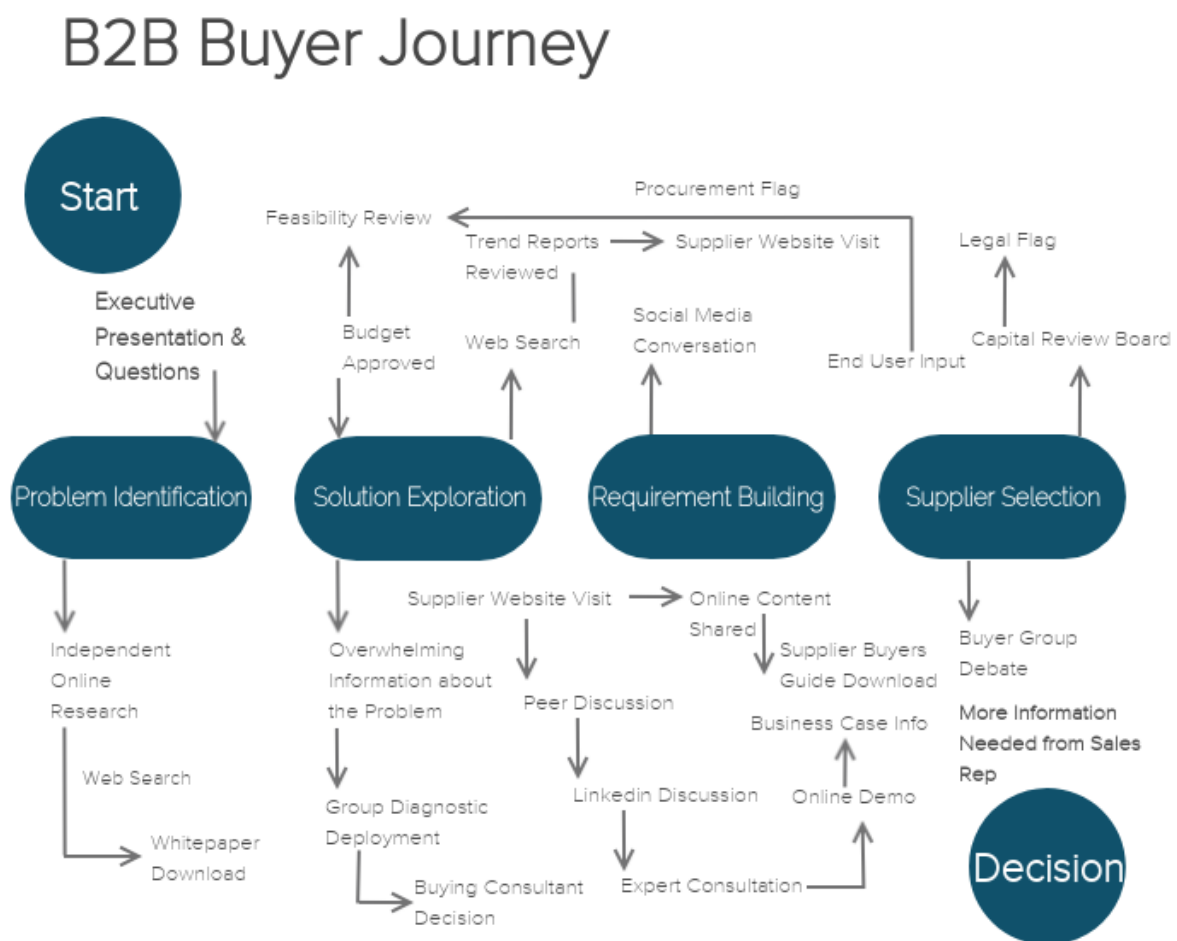 B2B Buyer Journey
Start
Executive
Presentation &
Questions
Procurement Flag
Feasibility Review
Trend Reports
Reviewed
Supplier Website Visit
Legal Flag
Budget
Approved
Web Search
Social Media
Conversation
End User Input
Capital Review Board
Problem Identification
Solution Exploration
Requirement Building
Supplier Selection
Independent
Online
Research
Web Search
Whitepaper
Download
Overwhelming
Information about
the Problem
Group Diagnostic
Deployment
Buying Consultant
Decision
Supplier Website Visit
Online Content
Shared
Supplier Buyers
Guide Download
Peer Discussion
Linkedin Discussion
Expert Consultation
Online Demo
Business Case Info
Buyer Group
Debate
More Information
Needed from Sales
Rep
Decision